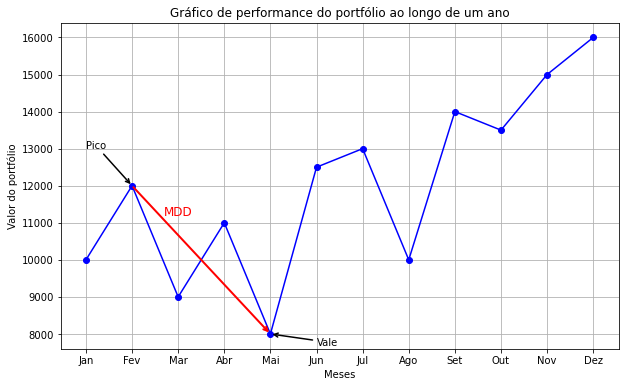 Gráfico de performance do portfólio ao longo de um ano
16000
15000
14000
13000
12000
11000
10000
9000
8000
Valor do portfólio
Pico
MDD
Vale
Jan Fev Mar Abr Mai Jun Jul Ago Set Out Nov Dez
Meses